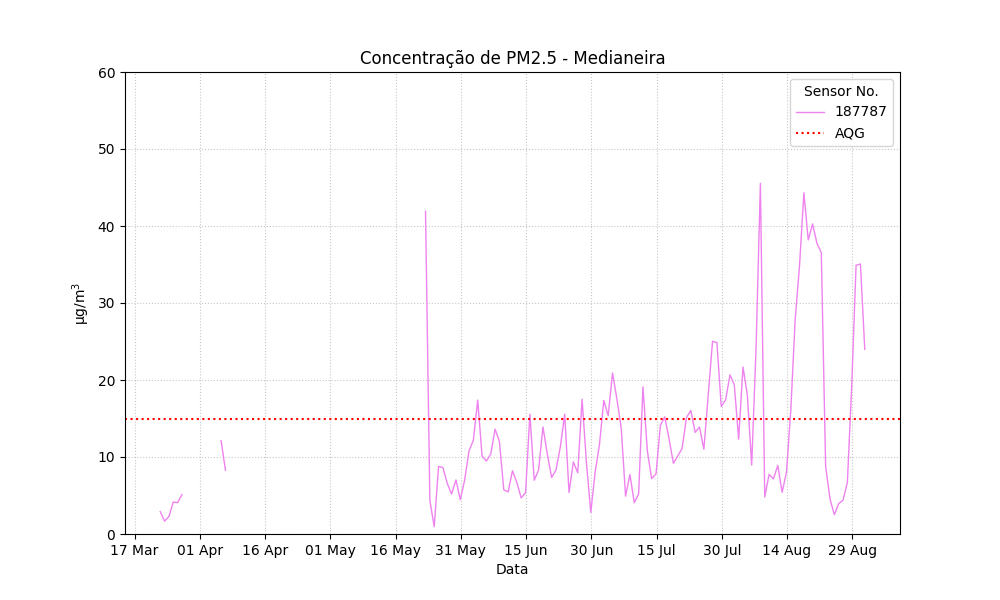 Concentração de PM2.5 - Medianeira
Sensor No.
187787
AQG
60
50
40
30
20
10
0
µg/m³
17 Mar 01 Apr 16 Apr 01 May 16 May 31 May 15 Jun 30 Jun 15 Jul 30 Jul 14 Aug 29 Aug
Data